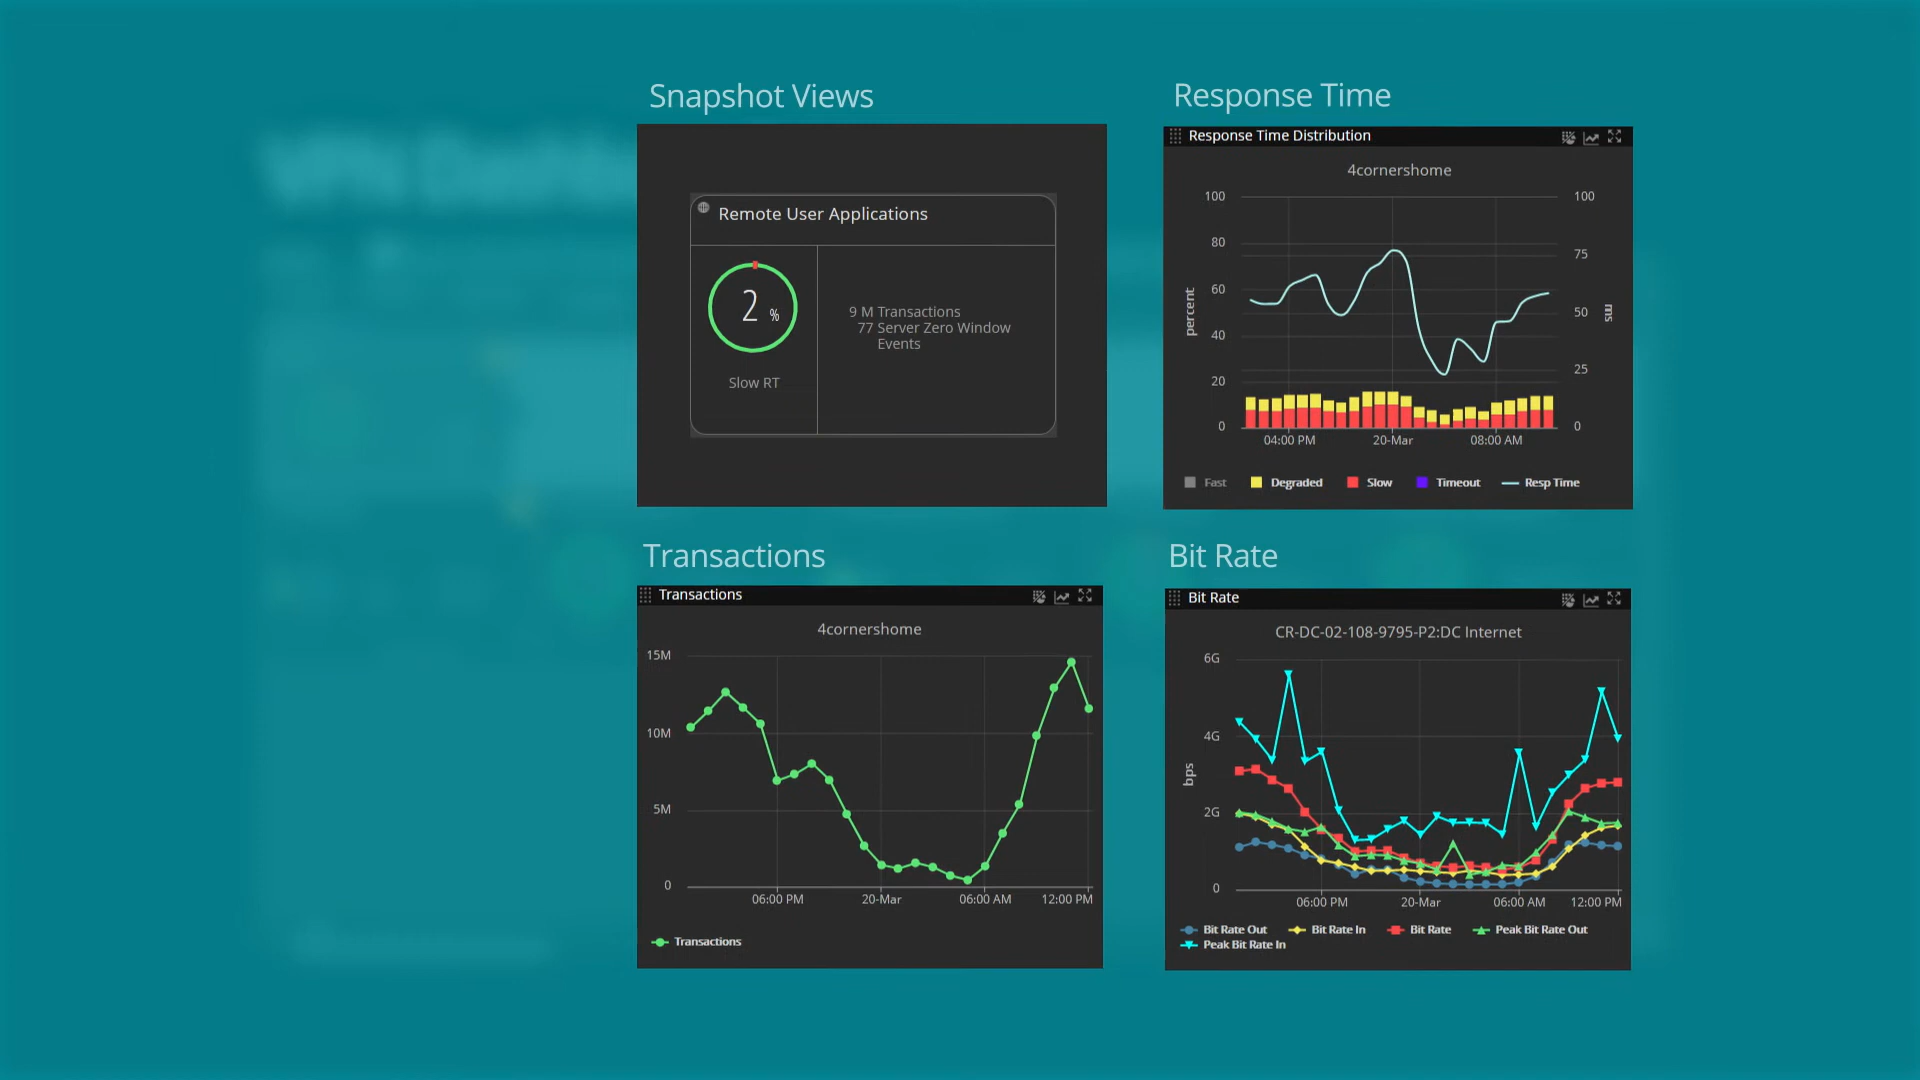 VPN Dashbo
Snapshot Views
Remote User Applications
2 %
Slow RT
9 M Transactions
77 Server Zero Window
Events
Response Time
Response Time Distribution
4cornershome
100
80
60
40
20
0
percent
100
75
50
25
0
ms
04:00 PM 20-Mar 08:00 AM
Fast Degraded Slow Timeout Resp Time
Transactions
Transactions
4cornershome
15M
10M
5M
0
06:00 PM 20-Mar 06:00 AM 12:00 PM
Transactions
Bit Rate
Bit Rate
CR-DC-02-108-9795-P2:DC Internet
6G
4G
2G
0
bps
06:00 PM 20-Mar 06:00 AM 12:00 PM
Bit Rate Out Bit Rate In Bit Rate Peak Bit Rate Out
Peak Bit Rate In